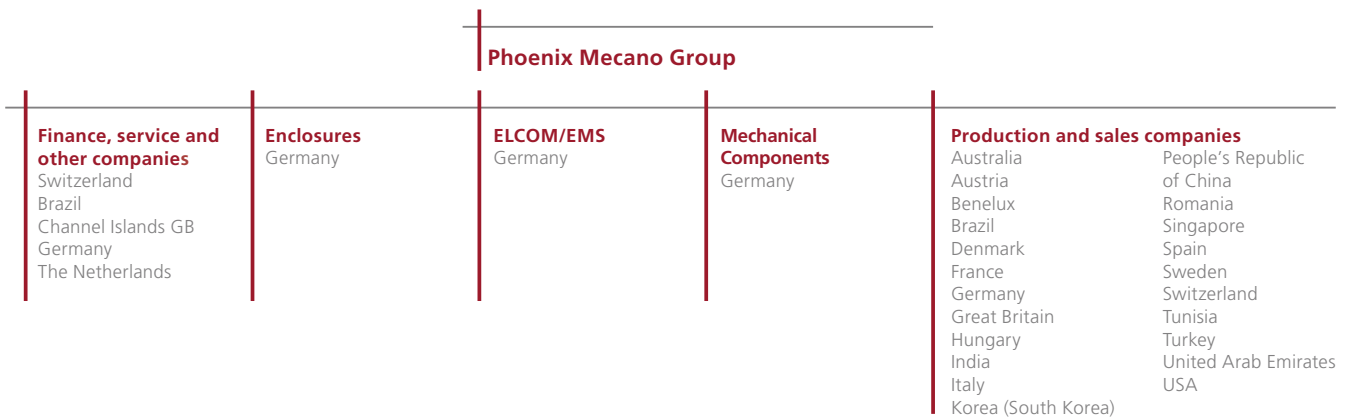 Phoenix Mecano Group
Finance, service and
other companies
Switzerland
Brazil
Channel Islands GB
Germany
The Netherlands
Enclosures
Germany
ELCOM/EMS
Germany
Mechanical
Components
Germany
Production and sales companies
Australia
Austria
Benelux
Brazil
Denmark
France
Germany
Great Britain
Hungary
India
Italy
Korea (South Korea)
People’s Republic
of China
Romania
Singapore
Spain
Sweden
Switzerland
Tunisia
Turkey
United Arab Emirates
USA